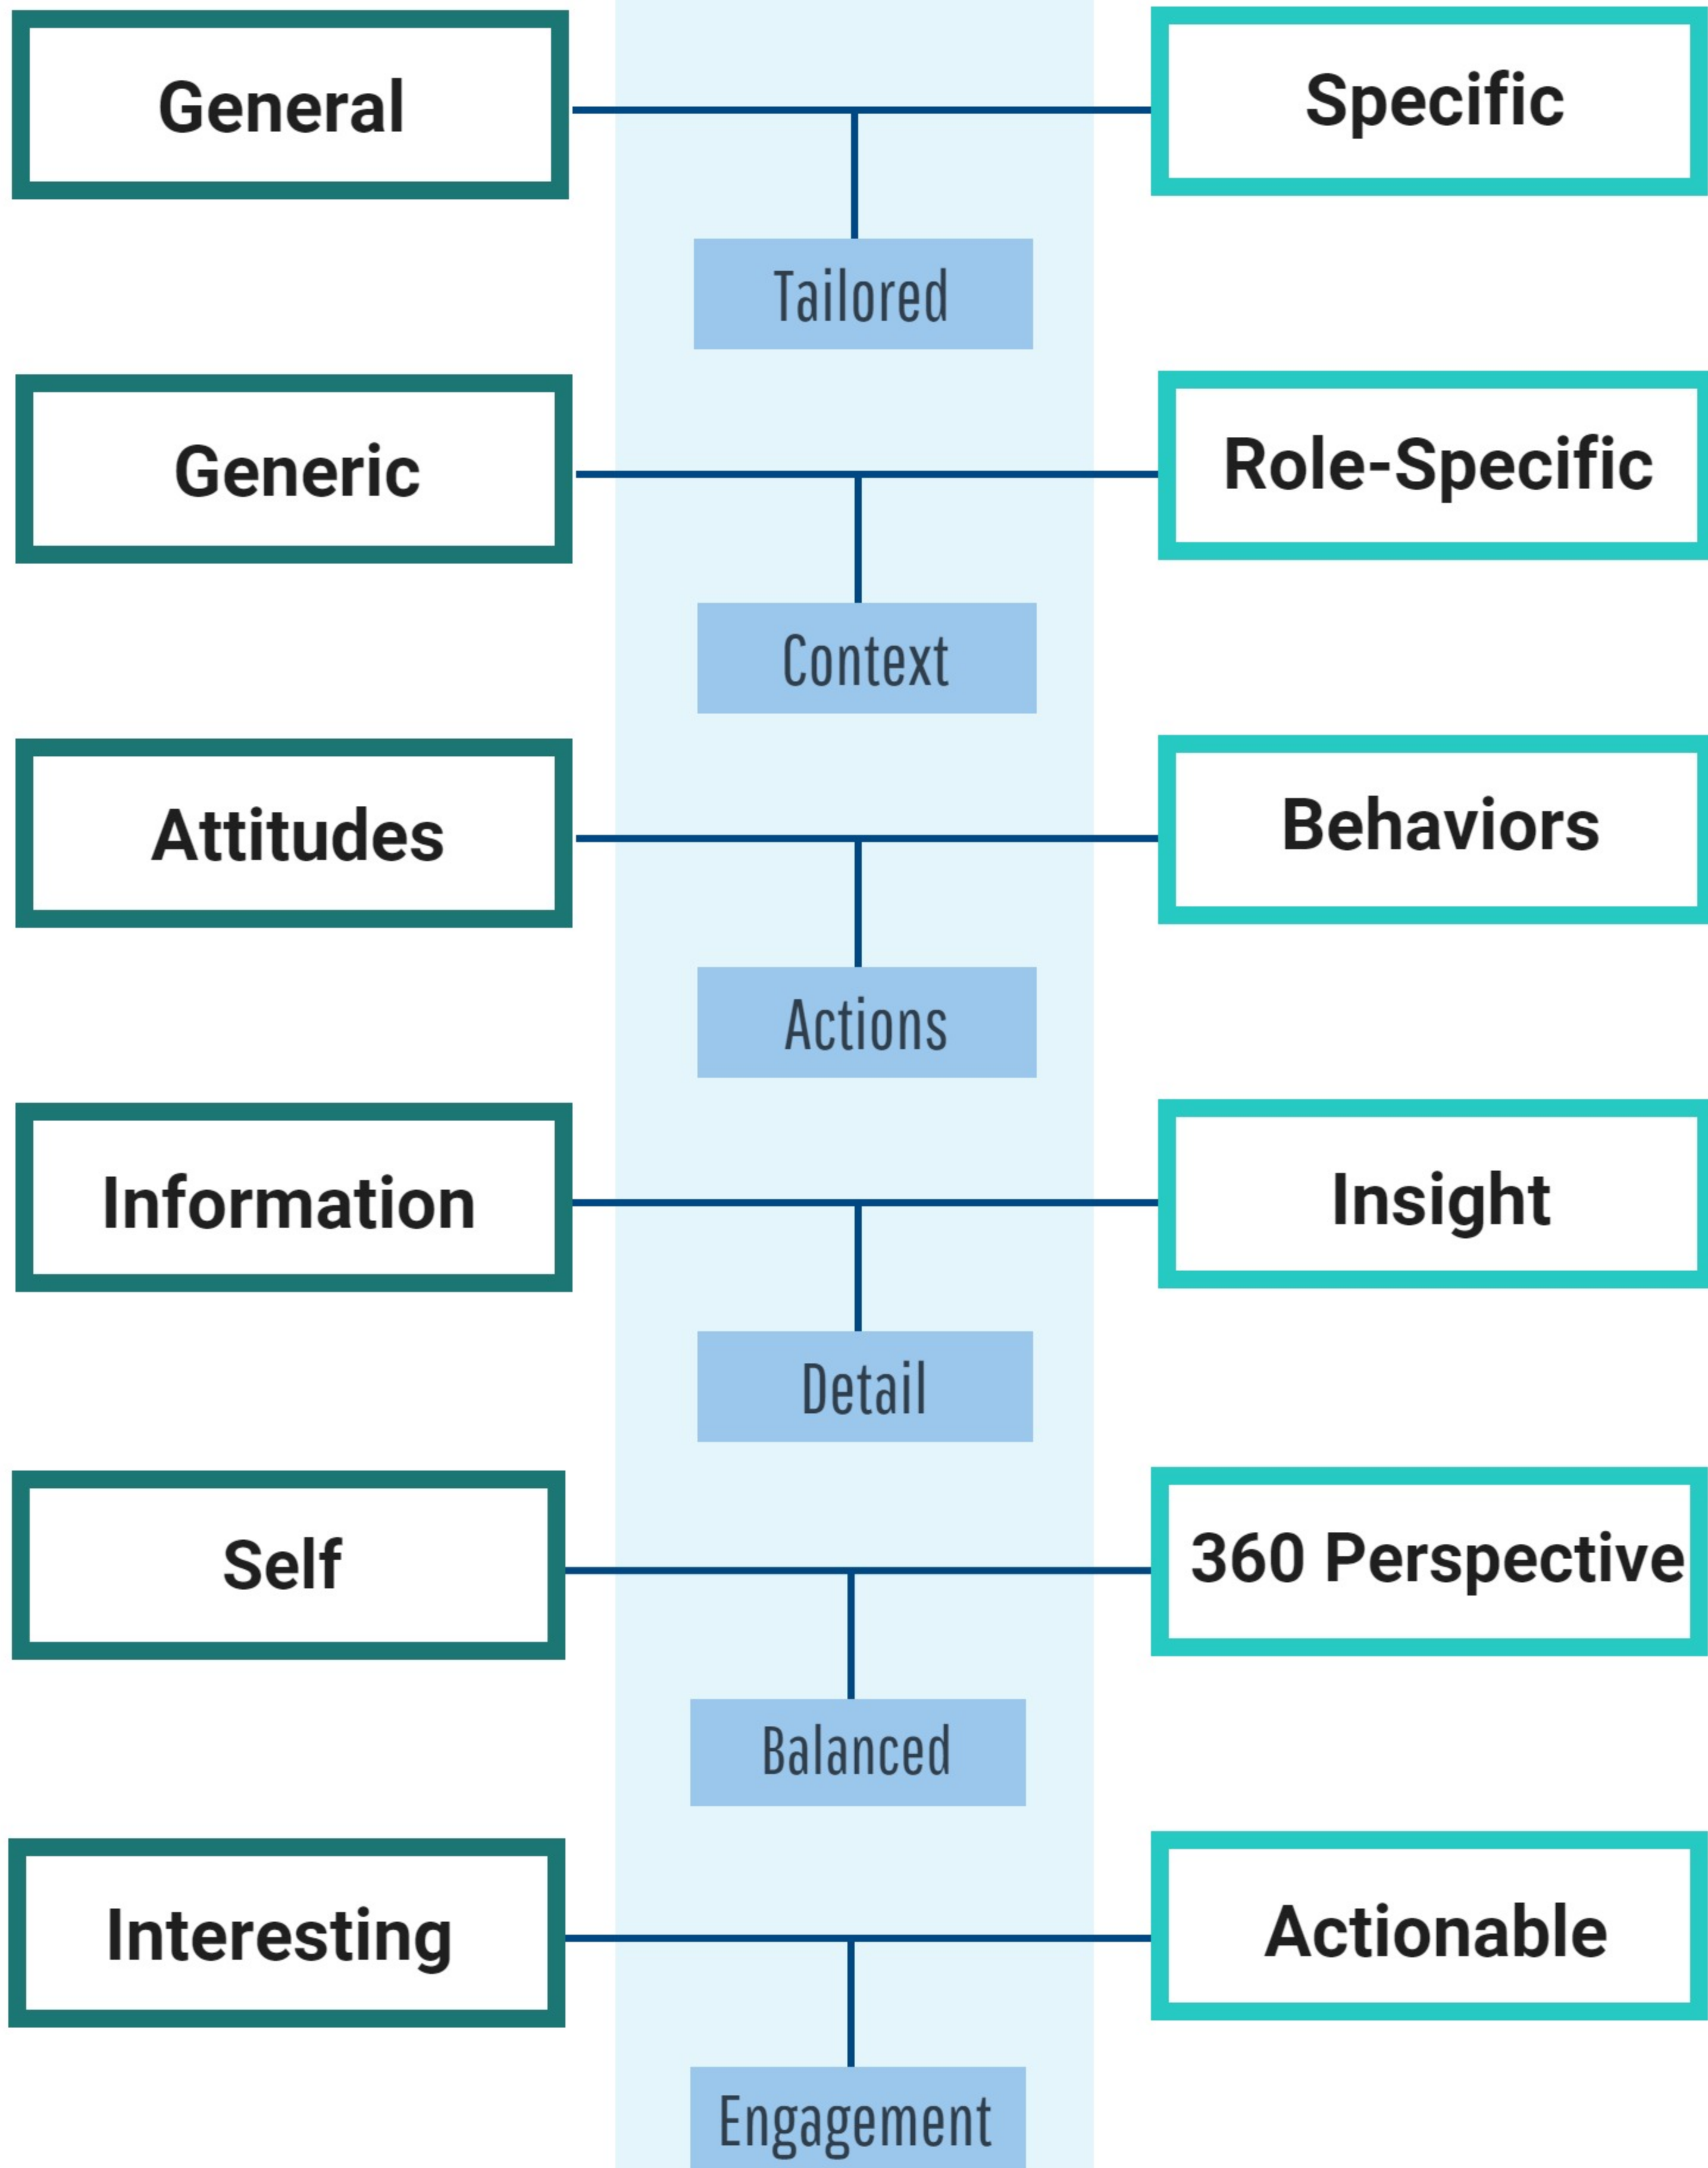 General
Specific
Tailored
Generic
Role-Specific
Context
Attitudes
Behaviors
Actions
Information
Insight
Detail
Self
360 Perspective
Balanced
Interesting
Actionable
Engagement